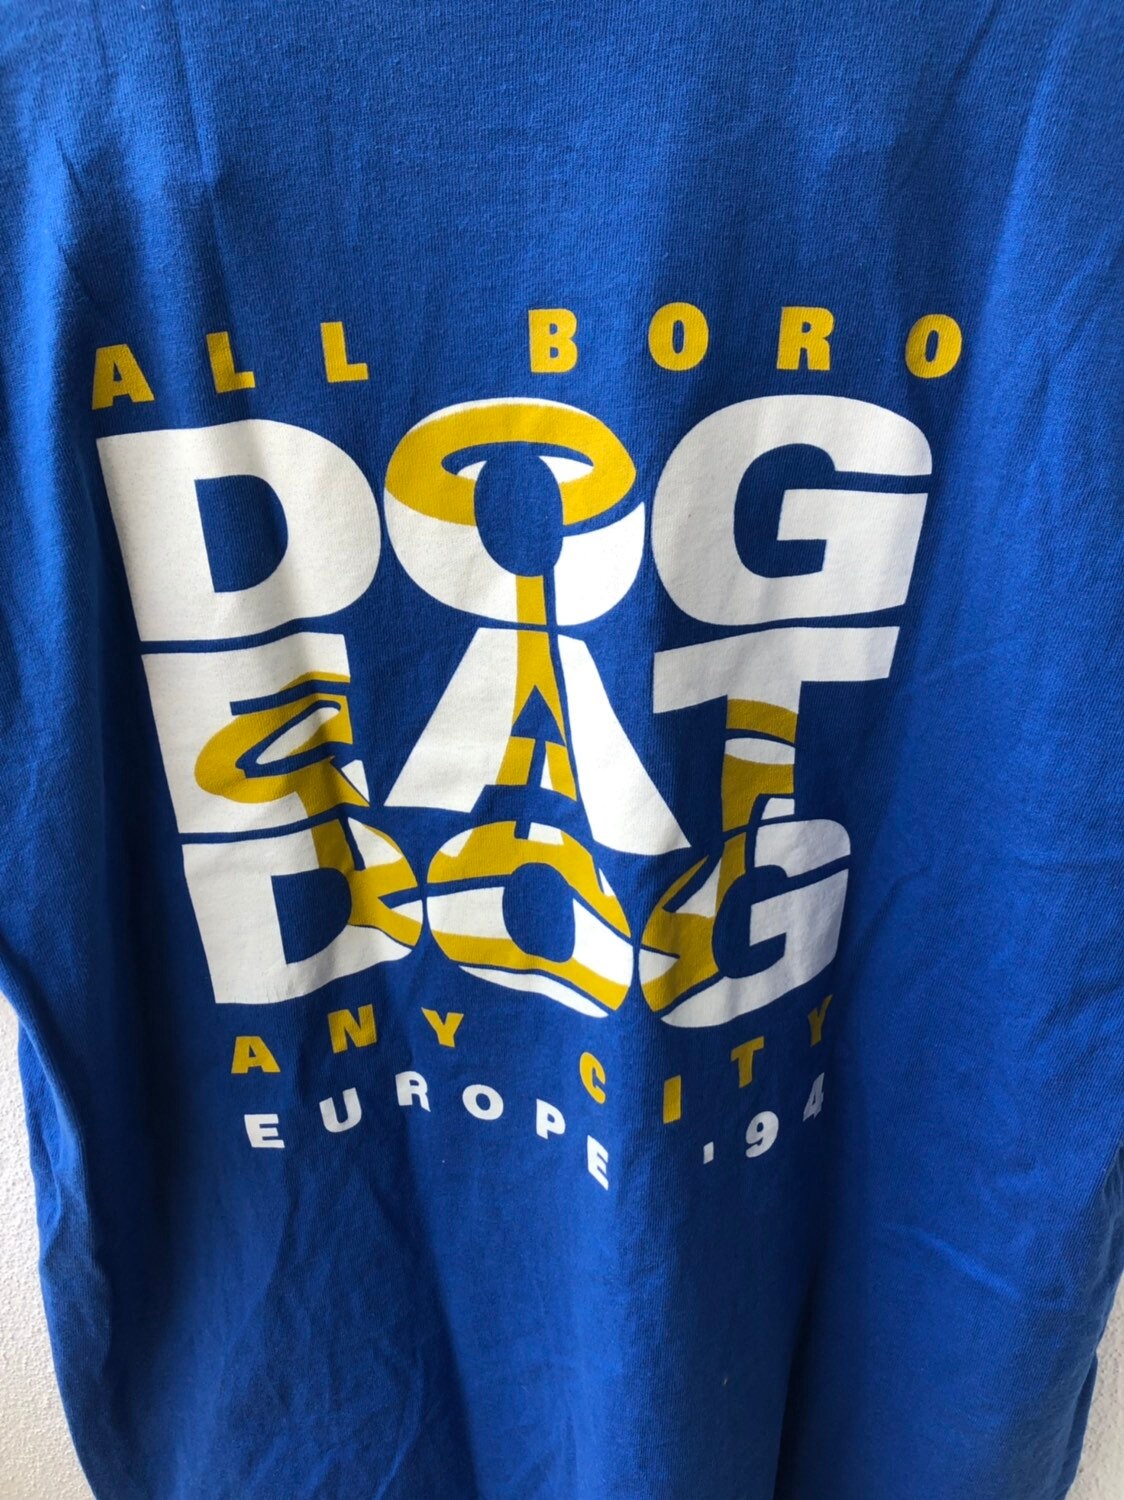 ALL BORO
DOG
EAT
DOG
ANY CITY
EUROPE '94